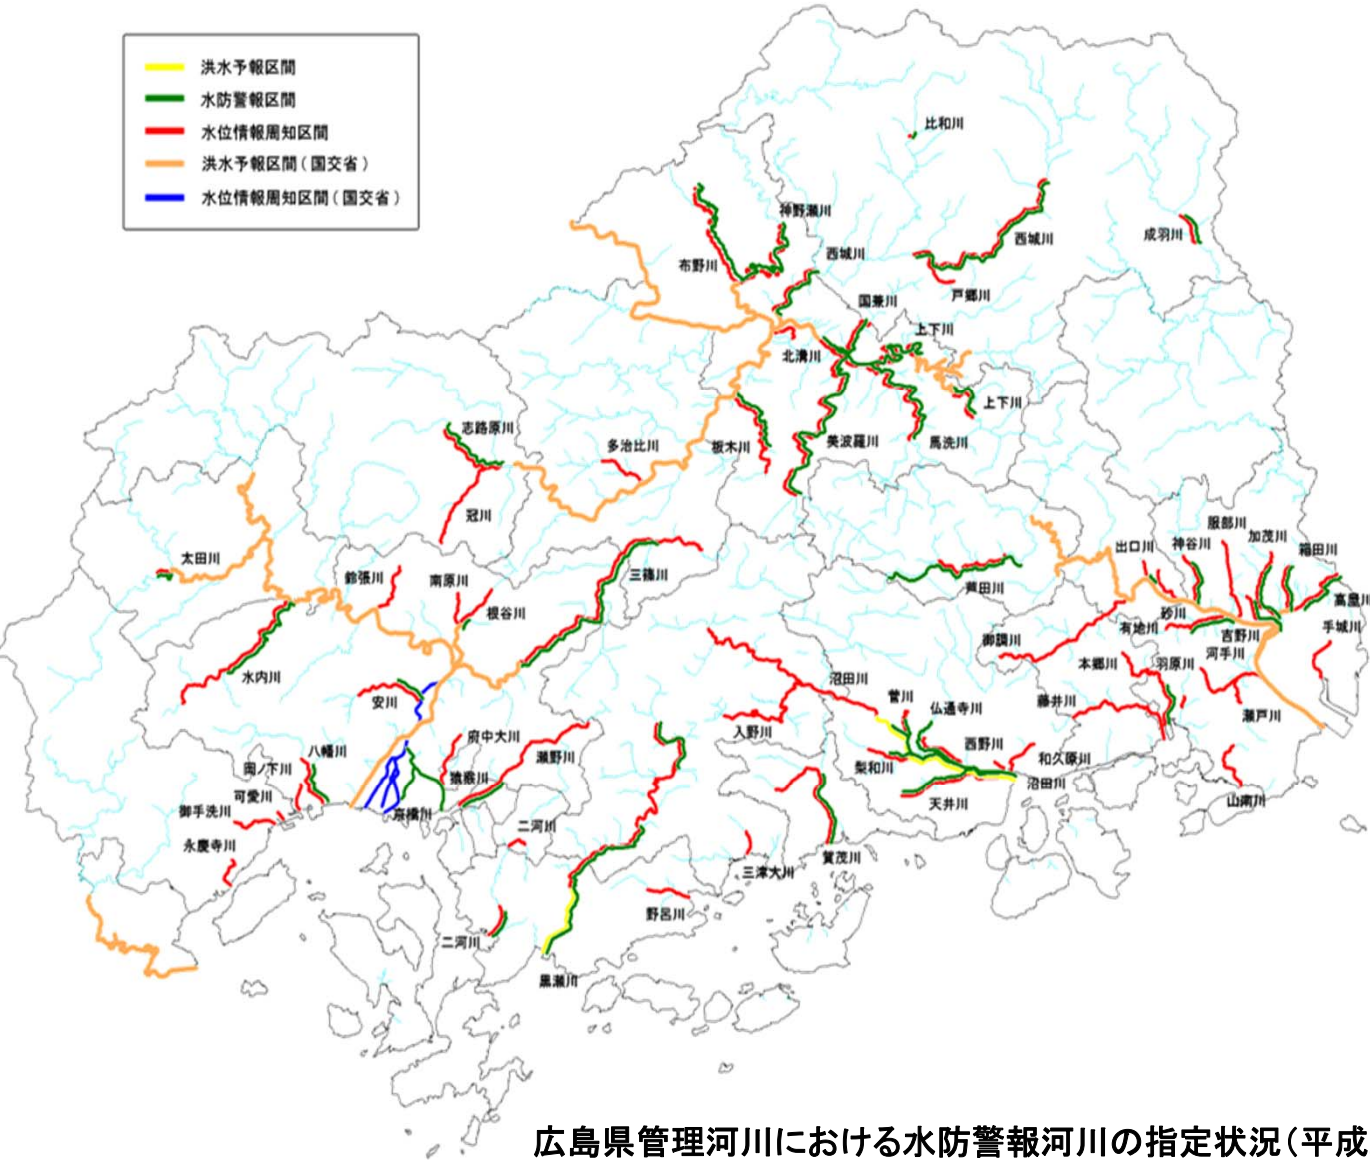 洪水予報区間
水防警報区間
水位情報周知区間
洪水予報区間（国交省）
水位情報周知区間（国交省）
比和川
神野瀬川
西城川
成羽川
西城川
布野川
戸郷川
国兼川
上下川
北溝川
上下川
志路原川
多治比川
板木川
美波羅川
馬洗川
冠川
服部川
加茂川
出口川
神谷川
箱田川
太田川
鈴張川
南原川
三篠川
芦田川
高屋川
根谷川
砂川
有地川
吉野川
手城川
御調川
河手川
水内川
本郷川
羽原川
沼田川
安川
菅川
仏通寺川
藤井川
瀬戸川
入野川
府中大川
八幡川
西野川
瀬野川
和久原川
岡ノ下川
梨和川
猿猴川
沼田川
可愛川
天井川
山南川
御手洗川
京橋川
二河川
永慶寺川
賀茂川
三津大川
野呂川
二河川
黒瀬川
広島県管理河川における水防警報河川の指定状況（平成